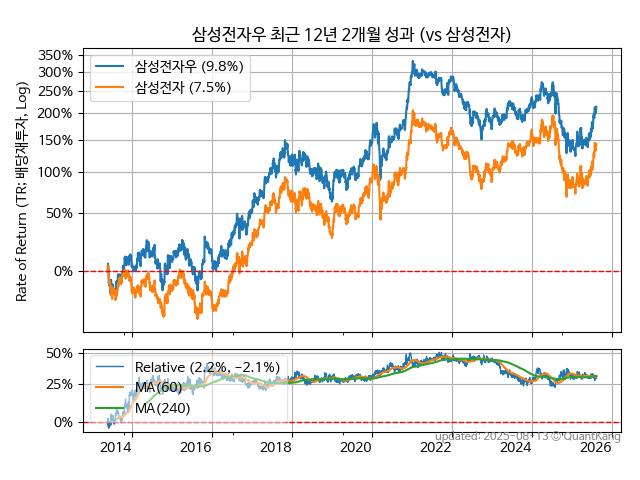 삼성전자우 최근 12년 2개월 성과 (vs 삼성전자)
Rate of Return (TR: 배당재투자, Log)
350%
300%
250%
200%
150%
100%
50%
0%
삼성전자우 (9.8%)
삼성전자 (7.5%)
50%
25%
0%
Relative (2.2%, -2.1%)
MA(60)
MA(240)
2014 2016 2018 2020 2022 2024 2026
updated: 2025-08-13 © QuantKang